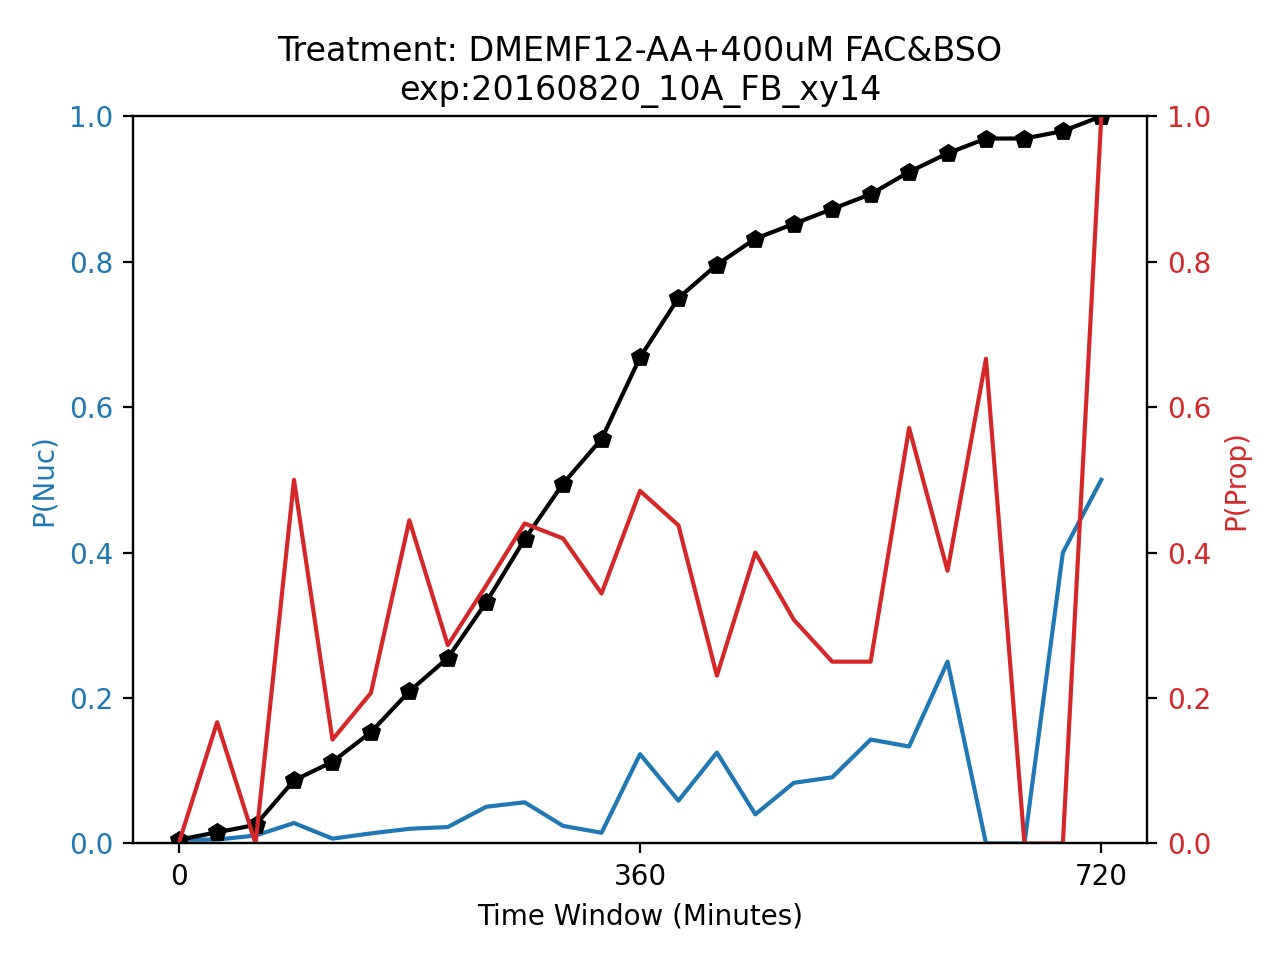 Treatment: DMEMF12-AA+400uM FAC&BSO
exp:20160820_10A_FB_xy14
1.0
0.8
0.6
0.4
0.2
0.0
P(Nuc)
1.0
0.8
0.6
0.4
0.2
0.0
P(Prop)
0 360 720
Time Window (Minutes)